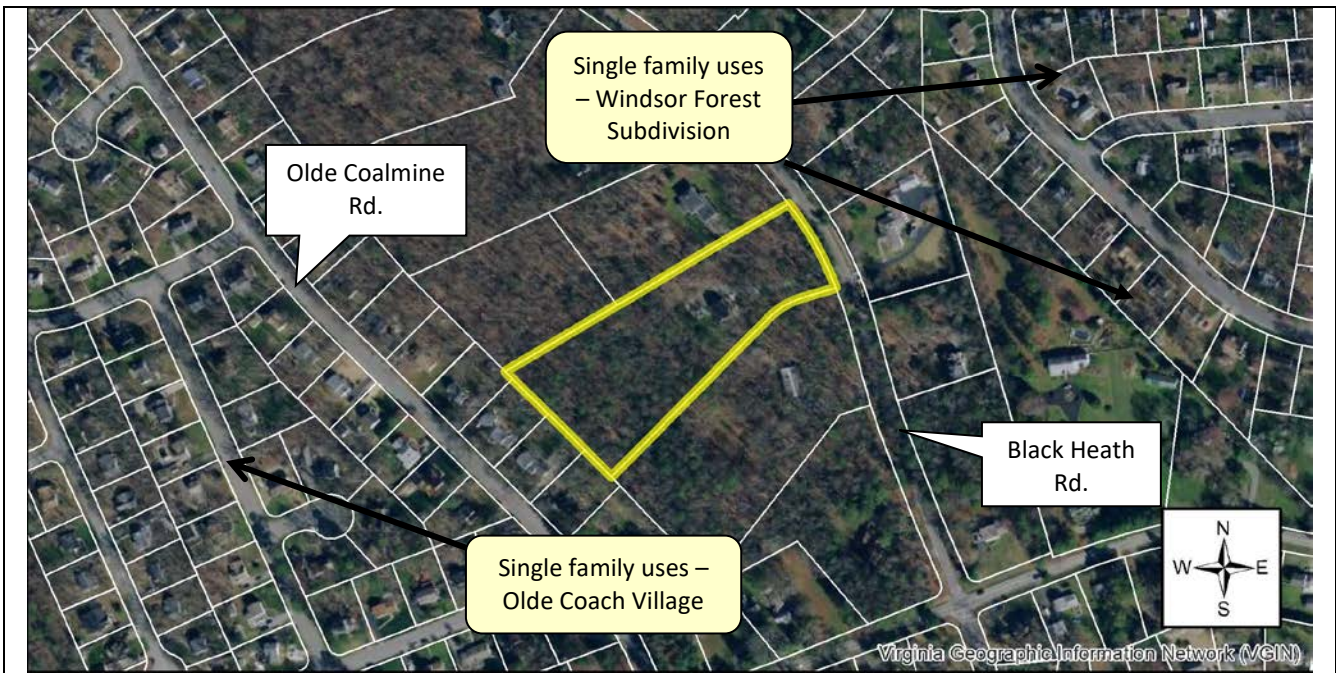 Single family uses
– Windsor Forest
Subdivision
Olde Coalmine
Rd.
Black Heath
Rd.
Single family uses –
Olde Coach Village
N
W E
S
Virginia Geographic Information Network (VGIN)